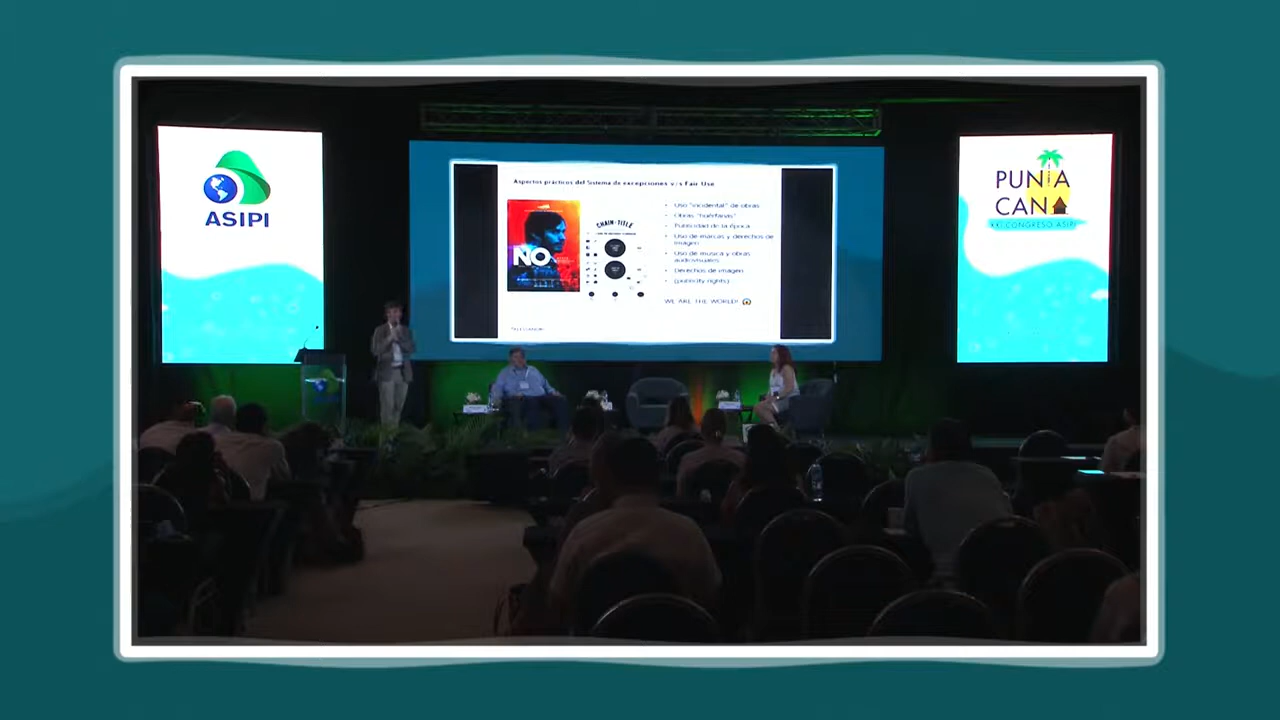 ASIPI
Aspectos prácticos del Sistema de excepciones v/s Fair Use
NO
CHAIN-TITLE
• Uso "incidental" de obras
• Obras "huérfanas"
• Publicidad de la época
• Uso de marcas y derechos de
imagen
• Uso de musica y obras
audiovisuales
• Derechos de imagen
• (publicity rights)
WE ARE THE WORLD!
PUNTA
CANA
XXI CONGRESO ASIPI